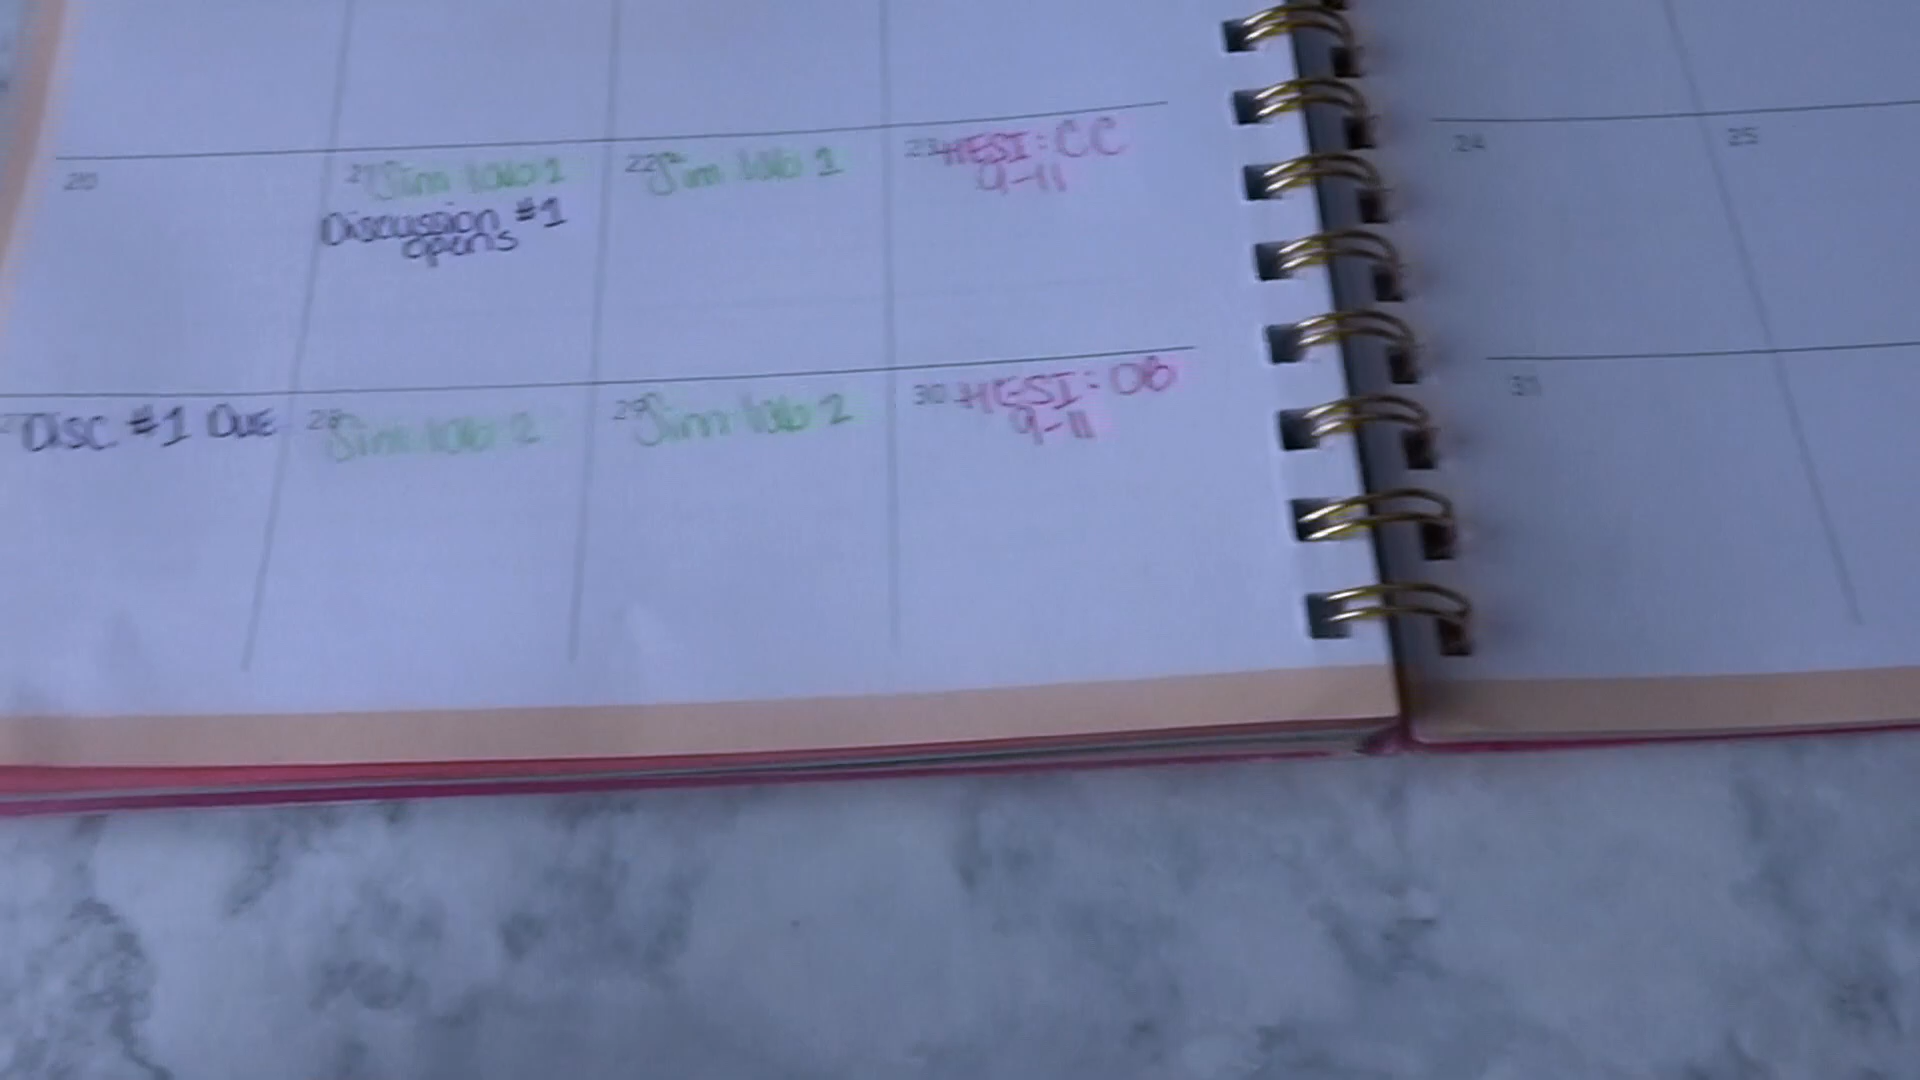 20
21 Sim lab 1
Discussion #1
opens
22 Sim lab 1
23 HESI: CC
9-11
24
25
Disc #1 Due
28 Sim lab 2
29 Sim lab 2
30 HESI: OB
9-11
31